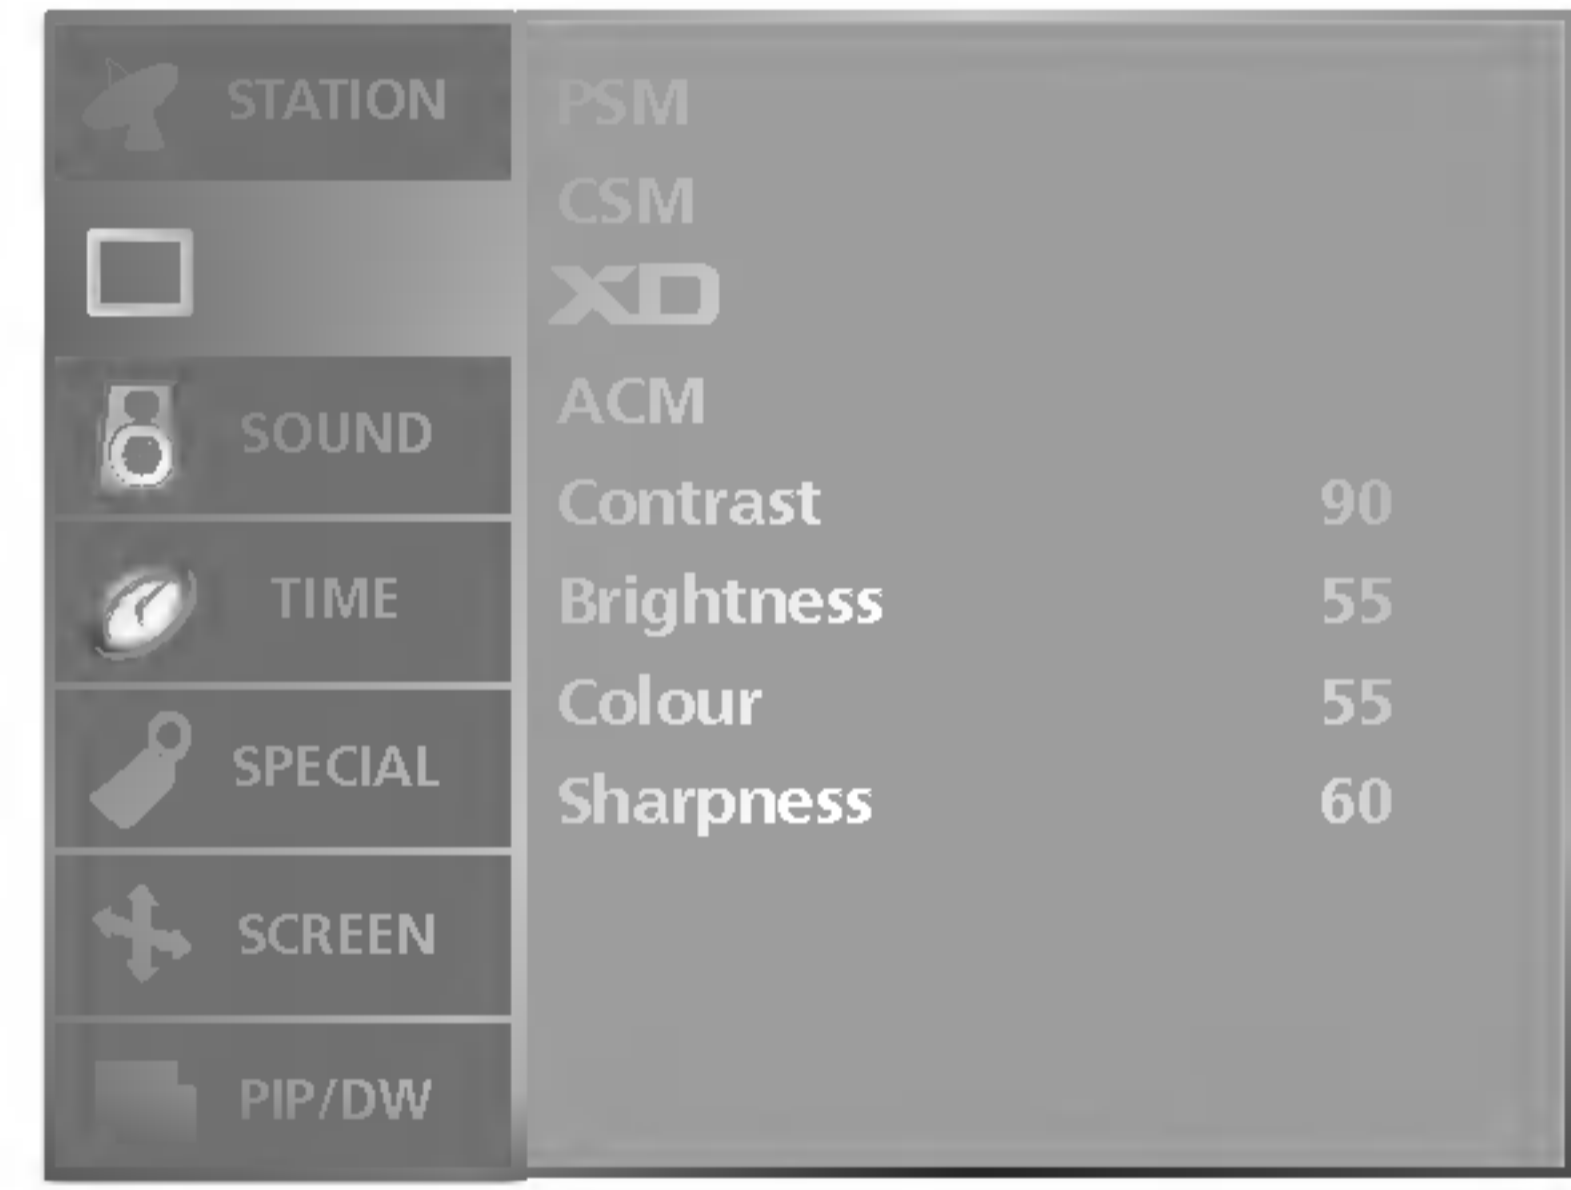 STATION
SOUND
TIME
SPECIAL
SCREEN
PIP/DW
PSM
CSM
XD
ACM
Contrast 90
Brightness 55
Colour 55
Sharpness 60